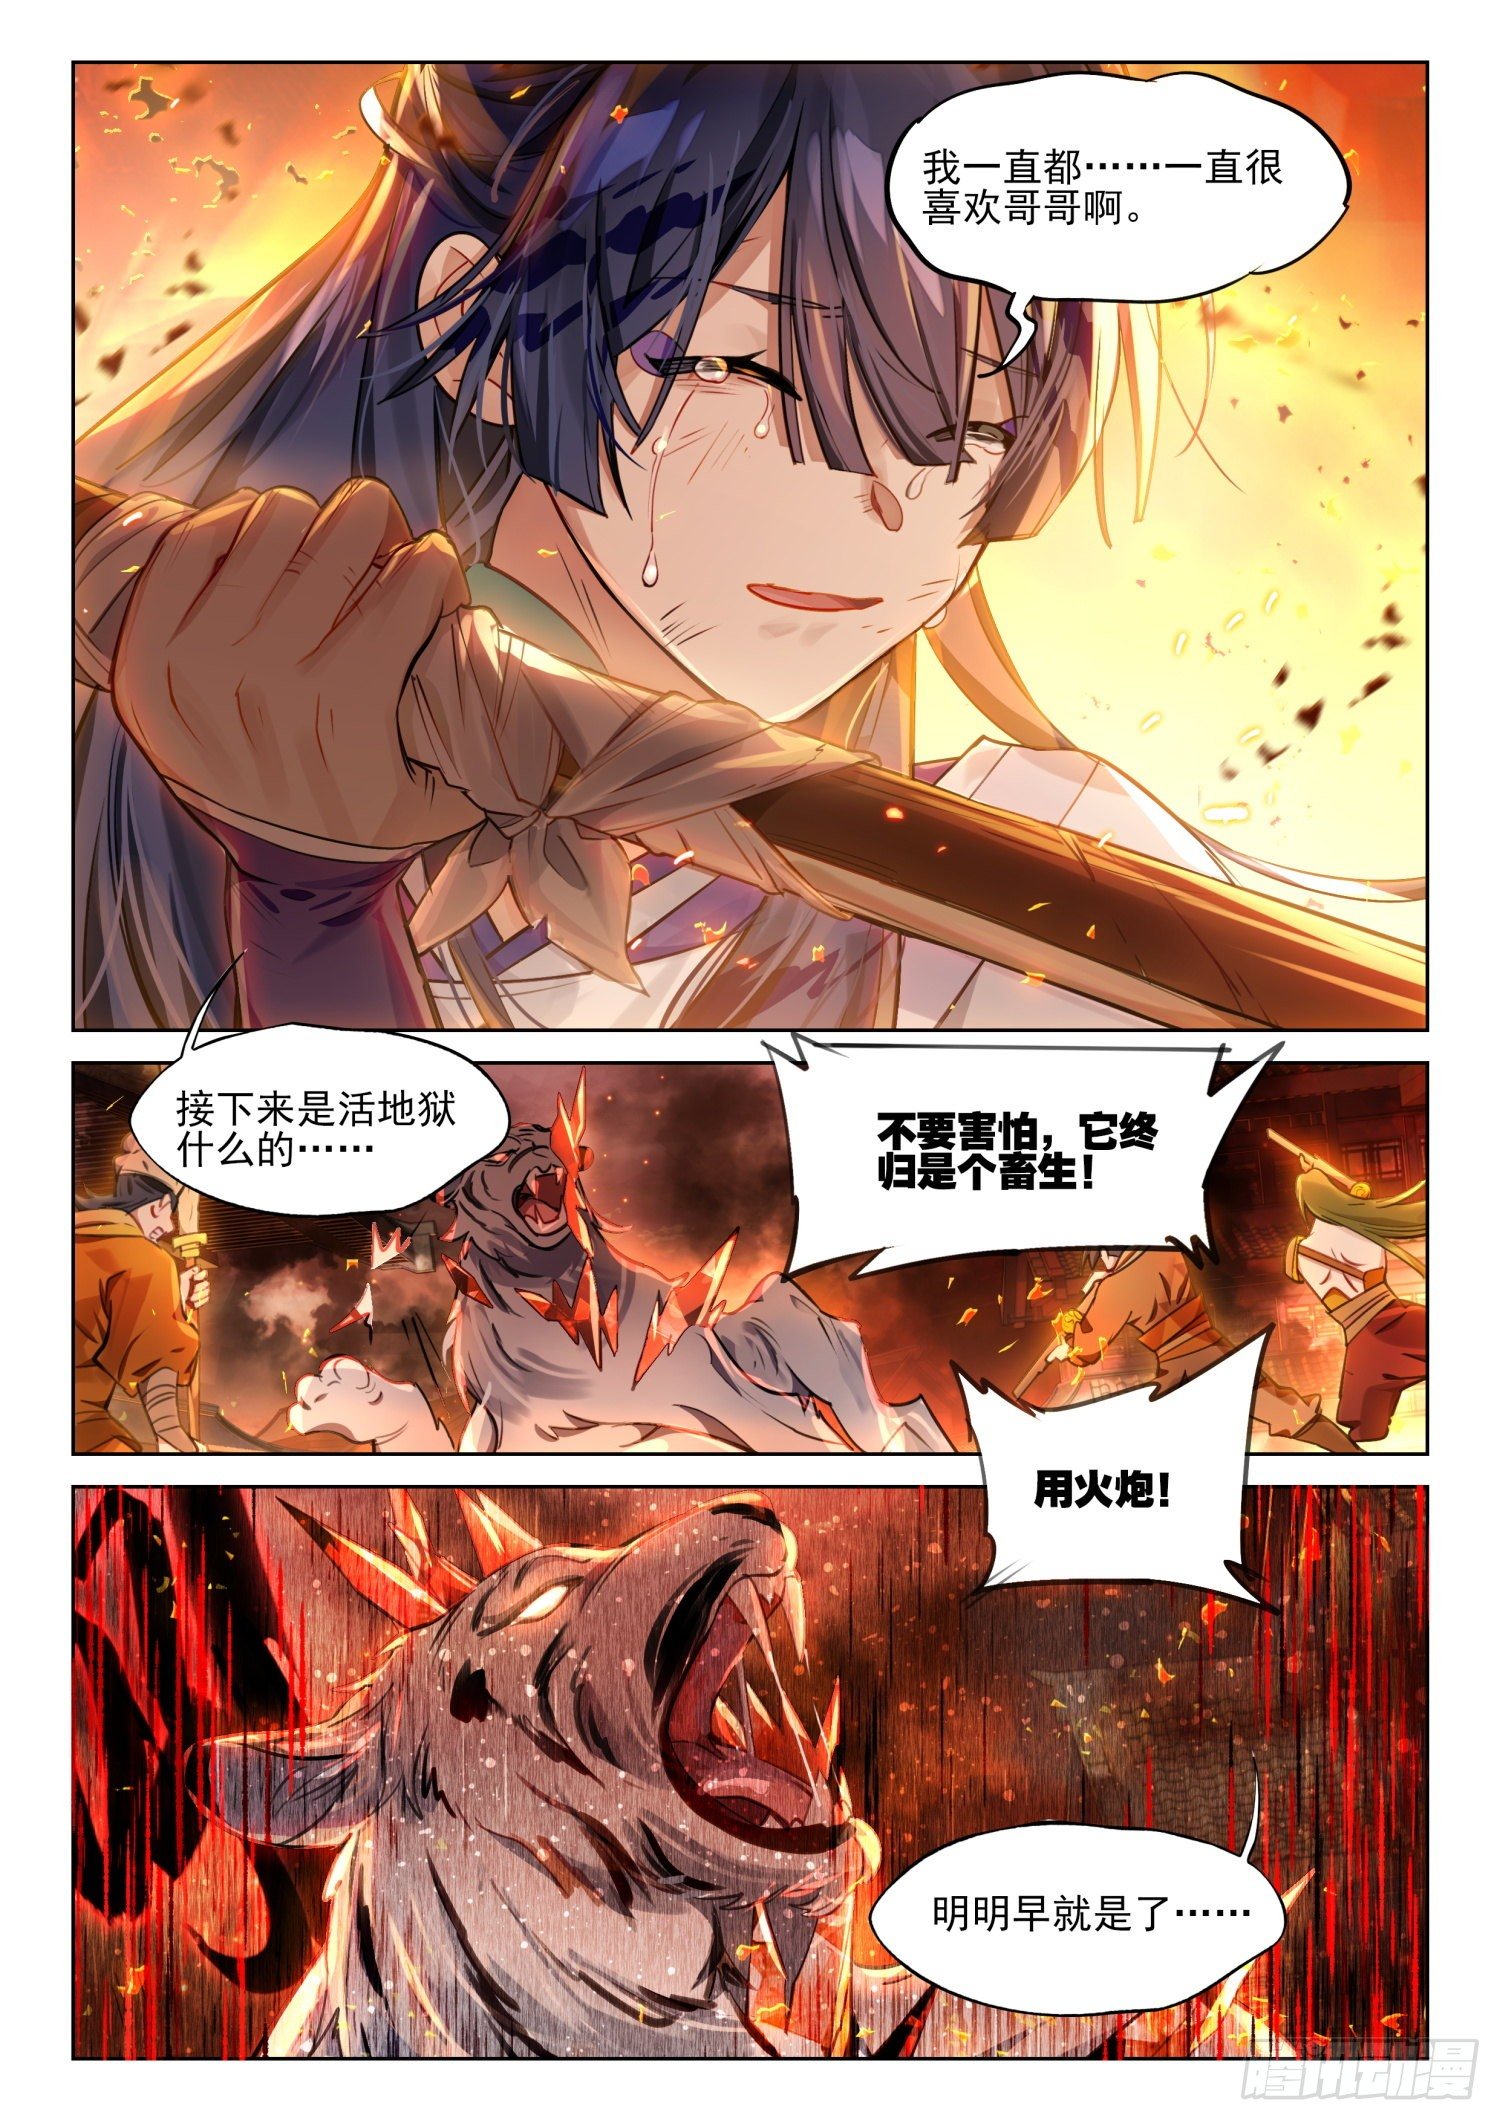 我一直都……一直很
喜欢哥哥啊。
接下来是活地狱
什么的……
不要害怕，它终
归是个畜生！
用火炮！
明明早就是了……
腾讯动漫